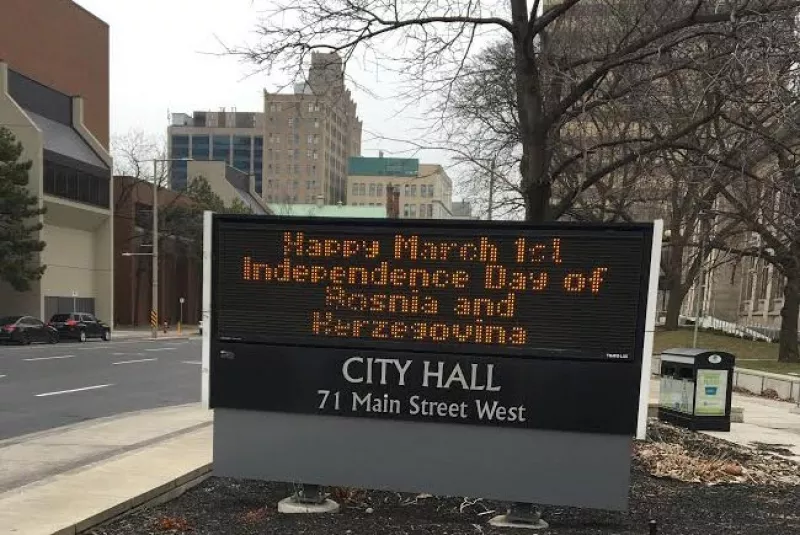 Happy March 1st
Independence Day of
Bosnia and
Herzegovina
CITY HALL
71 Main Street West